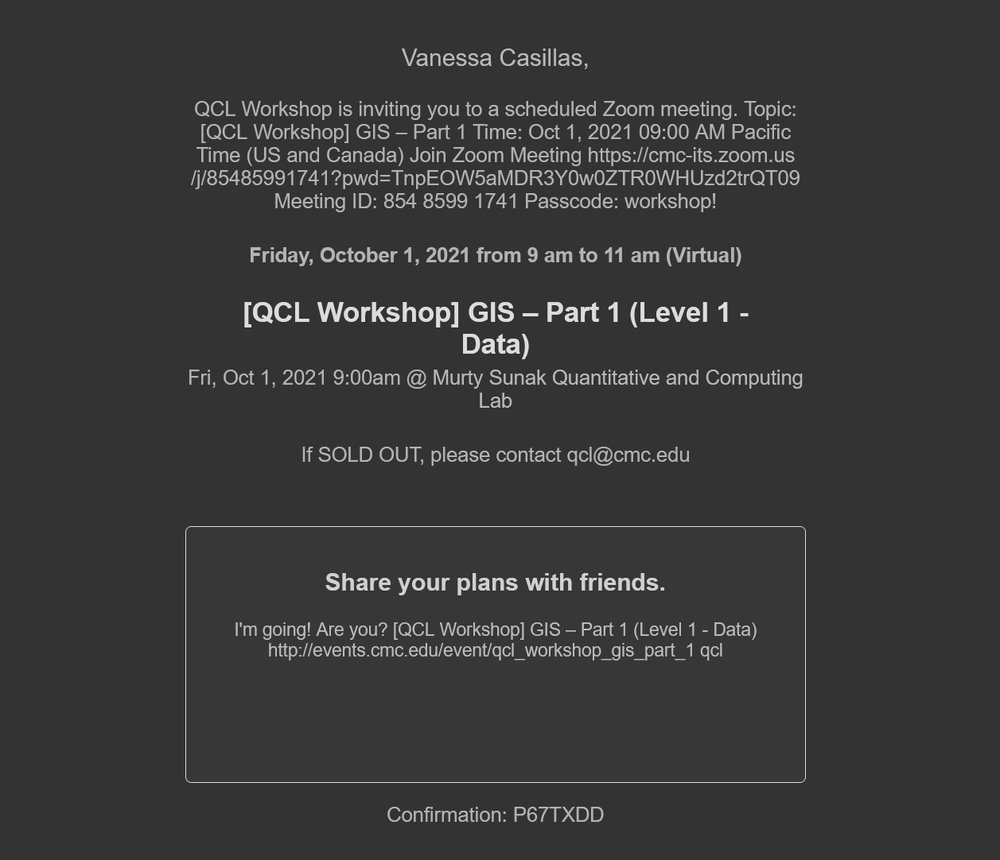 Vanessa Casillas,
QCL Workshop is inviting you to a scheduled Zoom meeting. Topic:
[QCL Workshop] GIS – Part 1 Time: Oct 1, 2021 09:00 AM Pacific
Time (US and Canada) Join Zoom Meeting https://cmc-its.zoom.us
/j/85485991741?pwd=TnpEOW5aMDR3Y0w0ZTR0WHUzd2trQT09
Meeting ID: 854 8599 1741 Passcode: workshop!
Friday, October 1, 2021 from 9 am to 11 am (Virtual)
[QCL Workshop] GIS – Part 1 (Level 1 -
Data)
Fri, Oct 1, 2021 9:00am @ Murty Sunak Quantitative and Computing
Lab
If SOLD OUT, please contact qcl@cmc.edu
Share your plans with friends.
I'm going! Are you? [QCL Workshop] GIS – Part 1 (Level 1 - Data)
http://events.cmc.edu/event/qcl_workshop_gis_part_1 qcl
Confirmation: P67TXDD